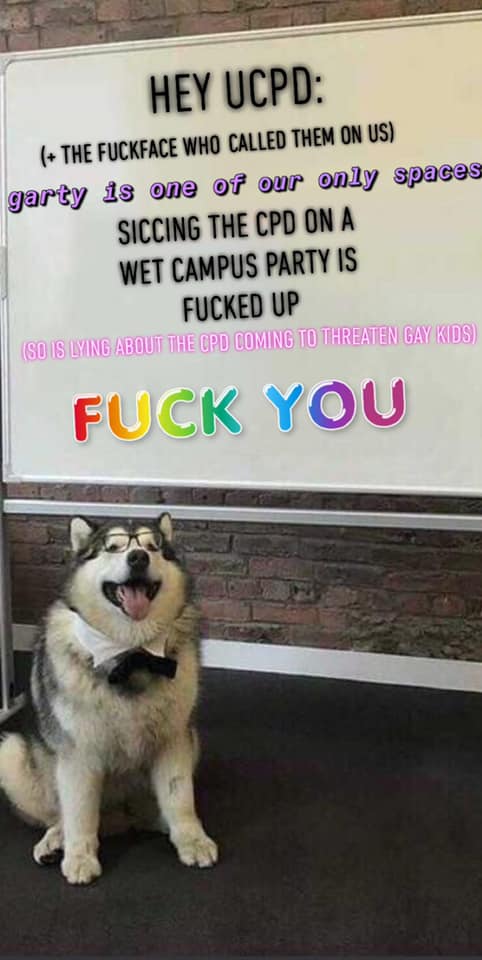 HEY UCPD:
(+ THE FUCKFACE WHO CALLED THEM ON US)
garty is one of our only spaces
SICCING THE CPD ON A
WET CAMPUS PARTY IS
FUCKED UP
(SO IS LYING ABOUT THE CPD COMING TO THREATEN GAY KIDS)
FUCK YOU